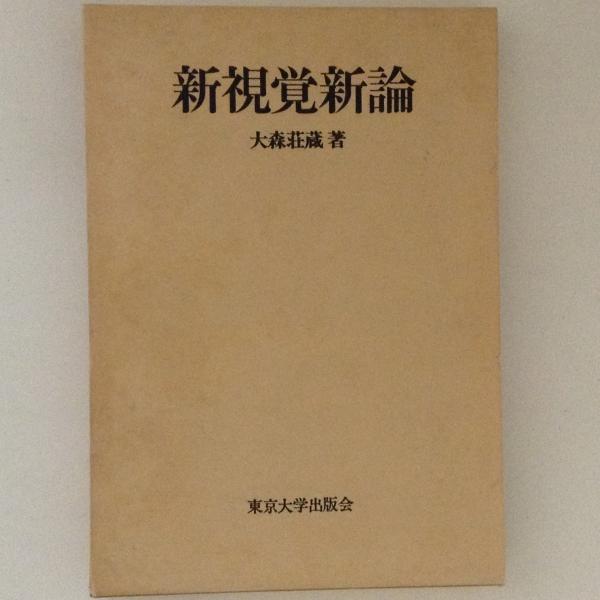 新視覚新論
大森荘蔵 著
東京大学出版会